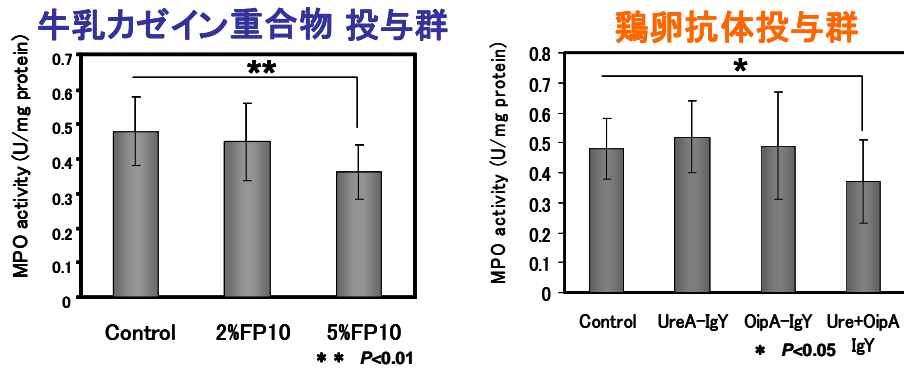 牛乳カゼイン重合物 投与群
MPO activity (U/mg protein)
0.7
0.6
0.5
0.4
0.3
0.2
0.1
0
**
Control 2%FP10 5%FP10
** P<0.01
鶏卵抗体投与群
MPO activity (U/mg protein)
0.8
0.7
0.6
0.5
0.4
0.3
0.2
0.1
0
*
Control UreA-IgY OipA-IgY Ure+OipA
IgY
* P<0.05